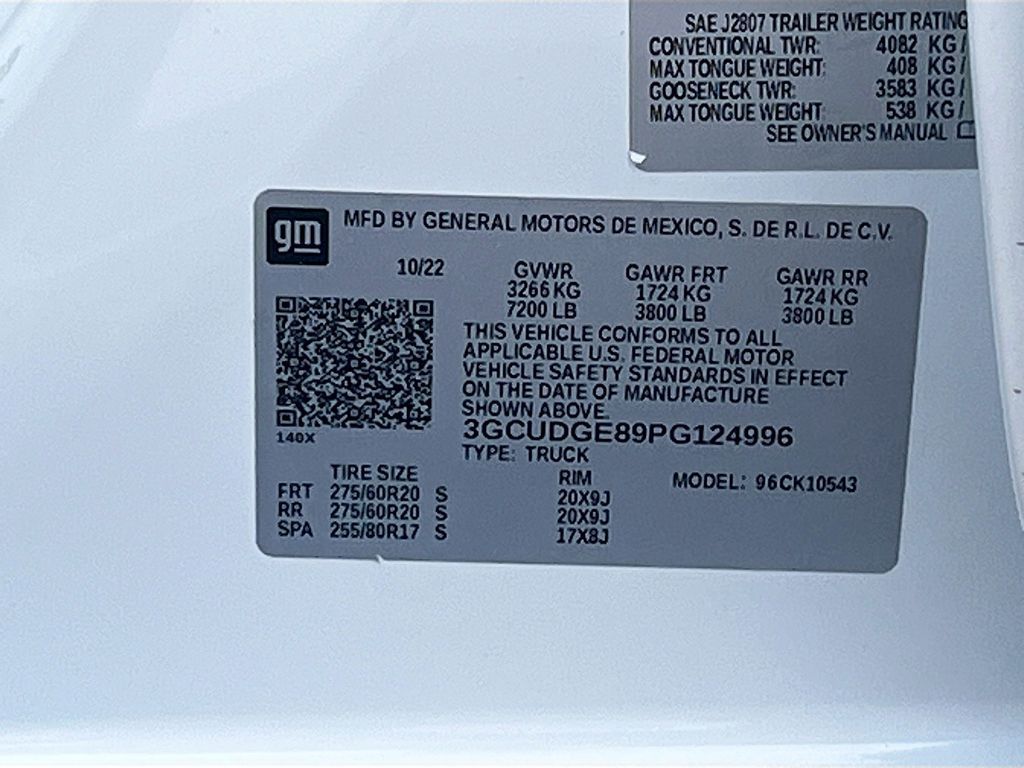 SAE J2807 TRAILER WEIGHT RATING
CONVENTIONAL TWR: 4082 KG/
MAX TONGUE WEIGHT: 408 KG/
GOOSENECK TWR: 3583 KG/
MAX TONGUE WEIGHT: 538 KG/
SEE OWNER'S MANUAL
gm
MFD BY GENERAL MOTORS DE MEXICO, S. DE R.L. DE C.V.
10/22 GVWR GAWR FRT GAWR RR
3266 KG 1724 KG 1724 KG
7200 LB 3800 LB 3800 LB
THIS VEHICLE CONFORMS TO ALL
APPLICABLE U.S. FEDERAL MOTOR
VEHICLE SAFETY STANDARDS IN EFFECT
ON THE DATE OF MANUFACTURE
SHOWN ABOVE.
140X
3GCUDGE89PG124996
TYPE: TRUCK
TIRE SIZE RIM MODEL: 96CK10543
FRT 275/60R20 S 20X9J
RR 275/60R20 S 20X9J
SPA 255/80R17 S 17X8J